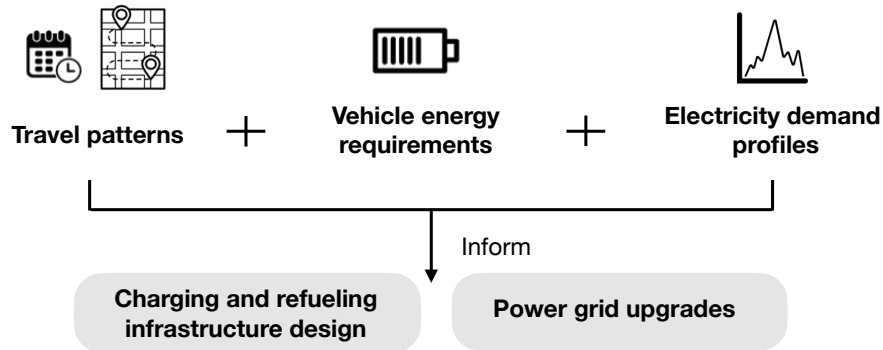 Travel patterns
+
Vehicle energy
requirements
+
Electricity demand
profiles
Inform
Charging and refueling
infrastructure design
Power grid upgrades